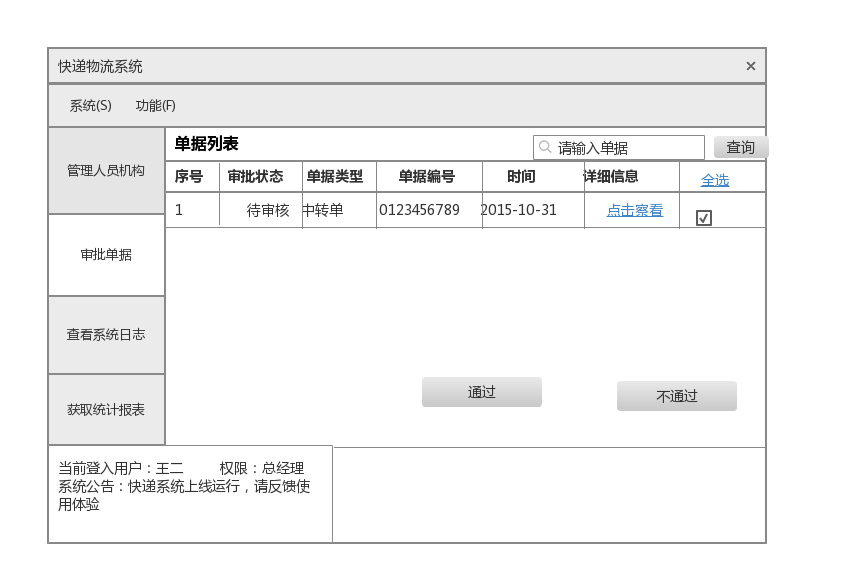 快递物流系统
系统(S) 功能(F)
管理人员机构
审批单据
查看系统日志
获取统计报表
单据列表
请输入单据
查询
序号 审批状态 单据类型 单据编号 时间 详细信息 全选
1 待审核 中转单 0123456789 2015-10-31 点击察看
通过
不通过
当前登入用户：王二 权限：总经理
系统公告：快递系统上线运行，请反馈使
用体验